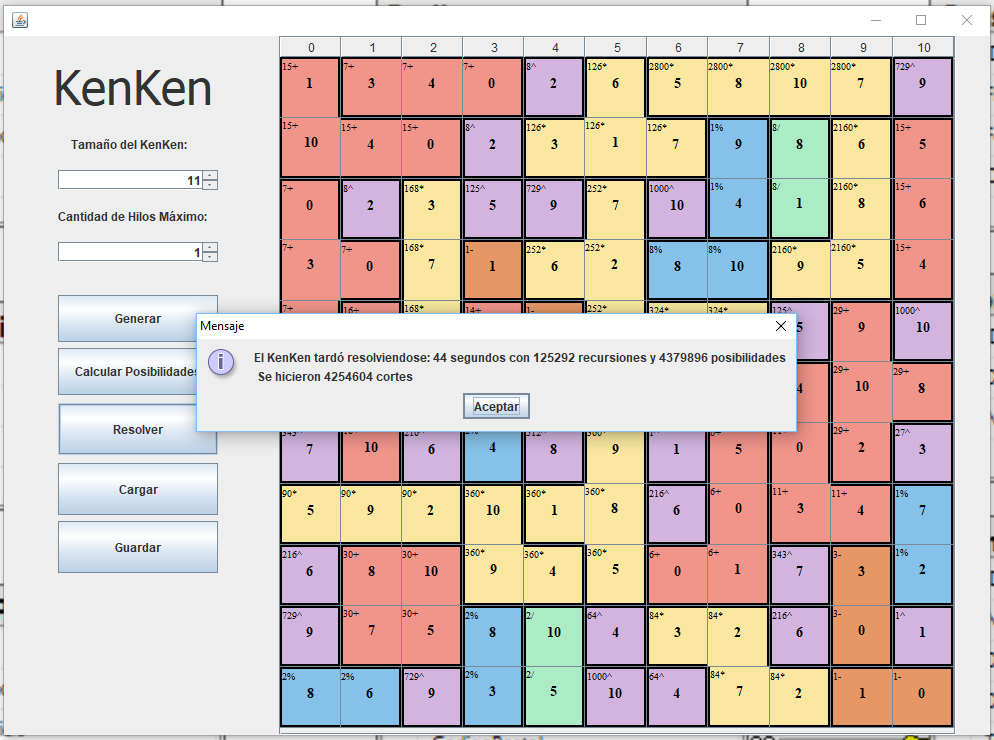 0 1 2 3 4 5 6 7 8 9 10
KenKen
15+ 7+ 7+ 7+ 8^ 126* 2800* 2800* 2800* 2800* 729^
1 3 4 0 2 6 5 8 10 7 9
15+ 15+ 15+ 8^ 126* 126* 126* 1% 8/ 2160* 15+
10 4 0 2 3 1 7 9 8 6 5
Tamaño del KenKen:
11
7+ 8^ 168* 125^ 729^ 252* 1000^ 1% 8/ 2160* 15+
0 2 3 5 9 7 10 4 1 8 6
Cantidad de Hilos Máximo:
1
7+ 7+ 168* 1- 252* 252* 8% 8% 2160* 2160* 15+
3 0 7 1 6 2 8 10 9 5 4
Generar
7+ 16+ 168* 14+ 1- 252* 324* 324* 125^ 29+ 1000^
5 9 10
Mensaje
El KenKen tardó resolviendose: 44 segundos con 125292 recursiones y 4379896 posibilidades
Se hicieron 4254604 cortes
Aceptar
Calcular Posibilidades
29+ 29+
4 10 8
Resolver
343^ 216^ 512^ 360* 1^ 6+ 11+ 29+ 27^
7 10 6 4 8 9 1 5 0 2 3
Cargar
90* 90* 90* 360* 360* 360* 216^ 6+ 11+ 11+ 1%
5 9 2 10 1 8 6 0 3 4 7
Guardar
216^ 30+ 30+ 360* 360* 360* 6+ 6+ 343^ 3- 1%
6 8 10 9 4 5 0 1 7 3 2
729^ 30+ 30+ 2% 2/ 64^ 84* 84* 216^ 3- 1^
9 7 5 8 10 4 3 2 6 0 1
2% 2% 729^ 2% 2/ 1000^ 64^ 84* 84* 1- 1-
8 6 9 3 5 10 4 7 2 1 0